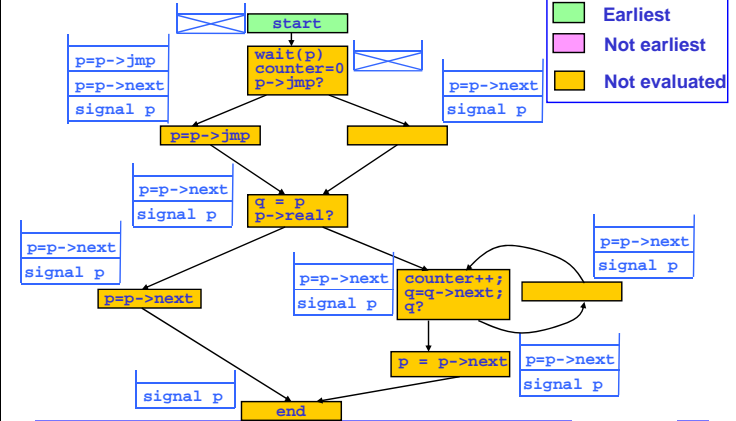 start
Earliest
Not earliest
Not evaluated
wait(p)
counter=0
p->jmp?
p=p->jmp
p=p->next
signal p
p=p->next
signal p
p=p->jmp
p=p->next
signal p
q = p
p->real?
p=p->next
signal p
p=p->next
signal p
p=p->next
signal p
counter++;
q=q->next;
q?
p=p->next
p = p->next
p=p->next
signal p
signal p
end